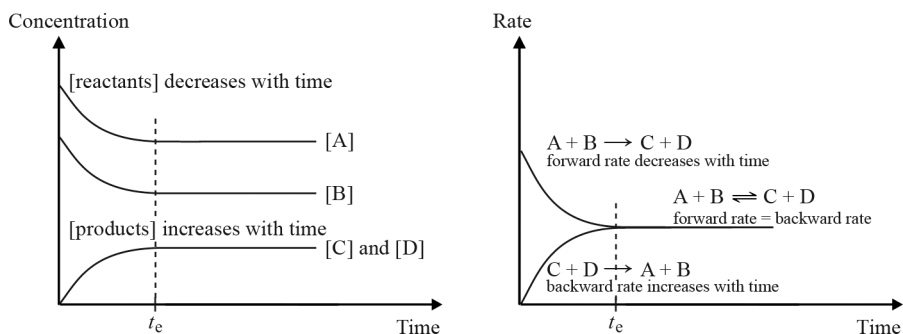 Concentration
[reactants] decreases with time
[A]
[B]
[products] increases with time
[C] and [D]
tₑ
Time
Rate
A + B ⟶ C + D
forward rate decreases with time
A + B ⇌ C + D
forward rate = backward rate
C + D ⟶ A + B
backward rate increases with time
tₑ
Time